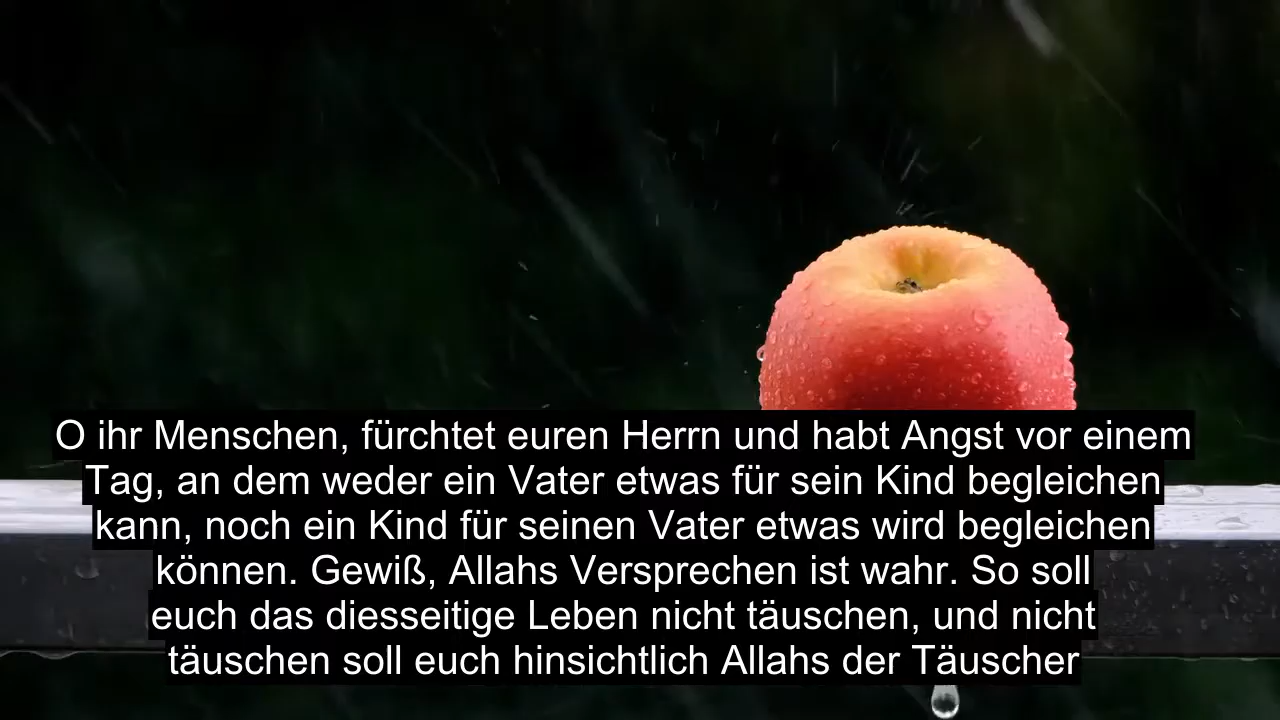 O ihr Menschen, fürchtet euren Herrn und habt Angst vor einem
Tag, an dem weder ein Vater etwas für sein Kind begleichen
kann, noch ein Kind für seinen Vater etwas wird begleichen
können. Gewiß, Allahs Versprechen ist wahr. So soll
euch das diesseitige Leben nicht täuschen, und nicht
täuschen soll euch hinsichtlich Allahs der Täuscher